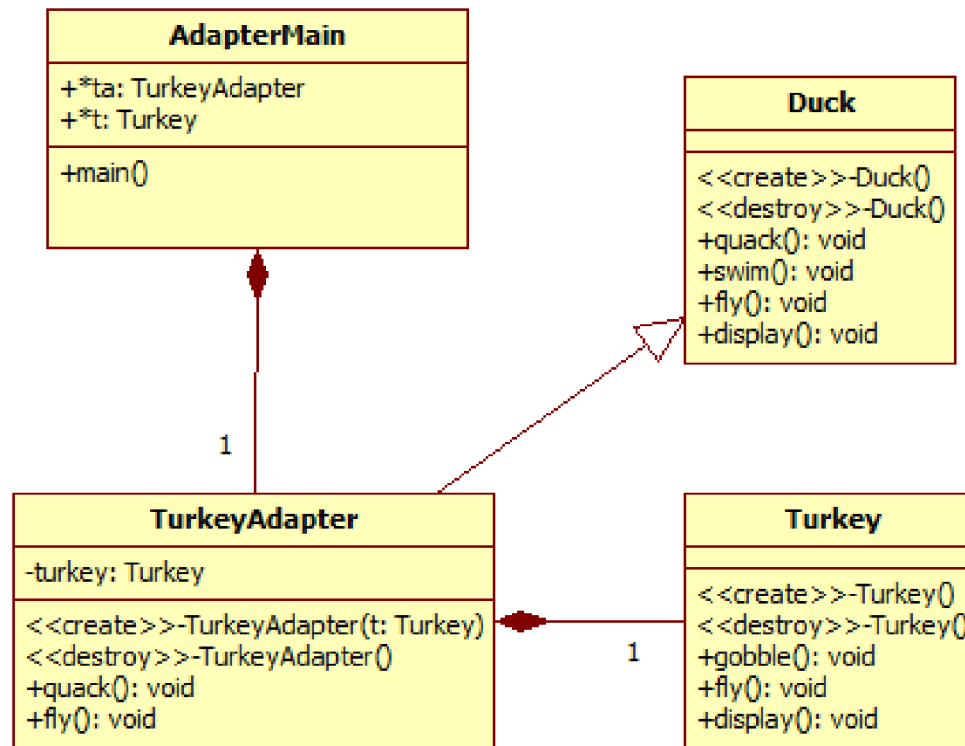 AdapterMain
+*ta: TurkeyAdapter
+*t: Turkey
+main()
Duck
<<create>>-Duck()
<<destroy>>-Duck()
+quack(): void
+swim(): void
+fly(): void
+display(): void
1
TurkeyAdapter
-turkey: Turkey
<<create>>-TurkeyAdapter(t: Turkey)
<<destroy>>-TurkeyAdapter()
+quack(): void
+fly(): void
1
Turkey
<<create>>-Turkey()
<<destroy>>-Turkey()
+gobble(): void
+fly(): void
+display(): void